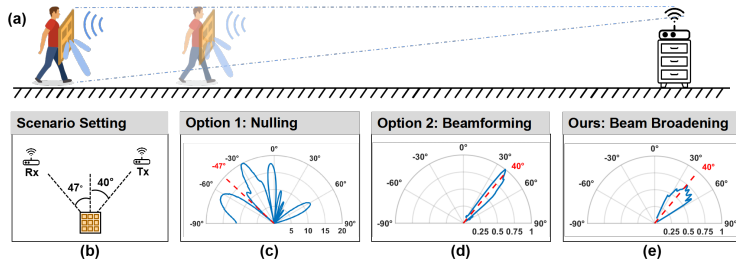 (a)
Scenario Setting
Option 1: Nulling
Option 2: Beamforming
Ours: Beam Broadening
Rx
Tx
47°
40°
(b)
-90°
-60°
-47°
-30°
0°
30°
60°
90°
5 10 15 20
(c)
-90°
-60°
-30°
0°
30°
40°
60°
90°
0.25 0.5 0.75 1
(d)
-90°
-60°
-30°
0°
30°
40°
60°
90°
0.25 0.5 0.75 1
(e)